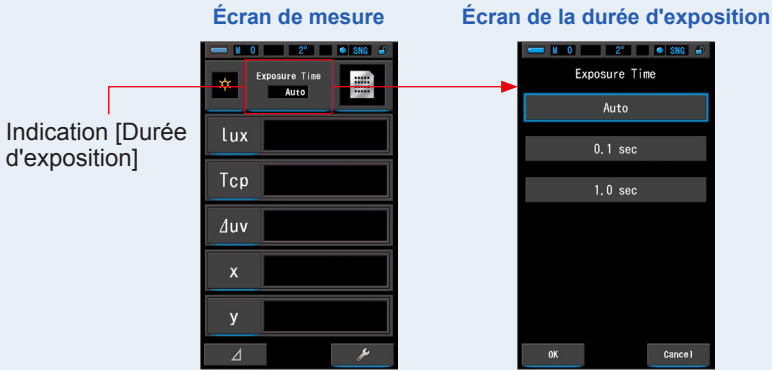 Écran de mesure
Écran de la durée d'exposition
Indication [Durée
d'exposition]
M 0 2° SNG
Exposure Time
Auto
lux
Tcp
⊿uv
x
y
⊿
M 0 2° SNG
Exposure Time
Auto
0.1 sec
1.0 sec
OK
Cancel